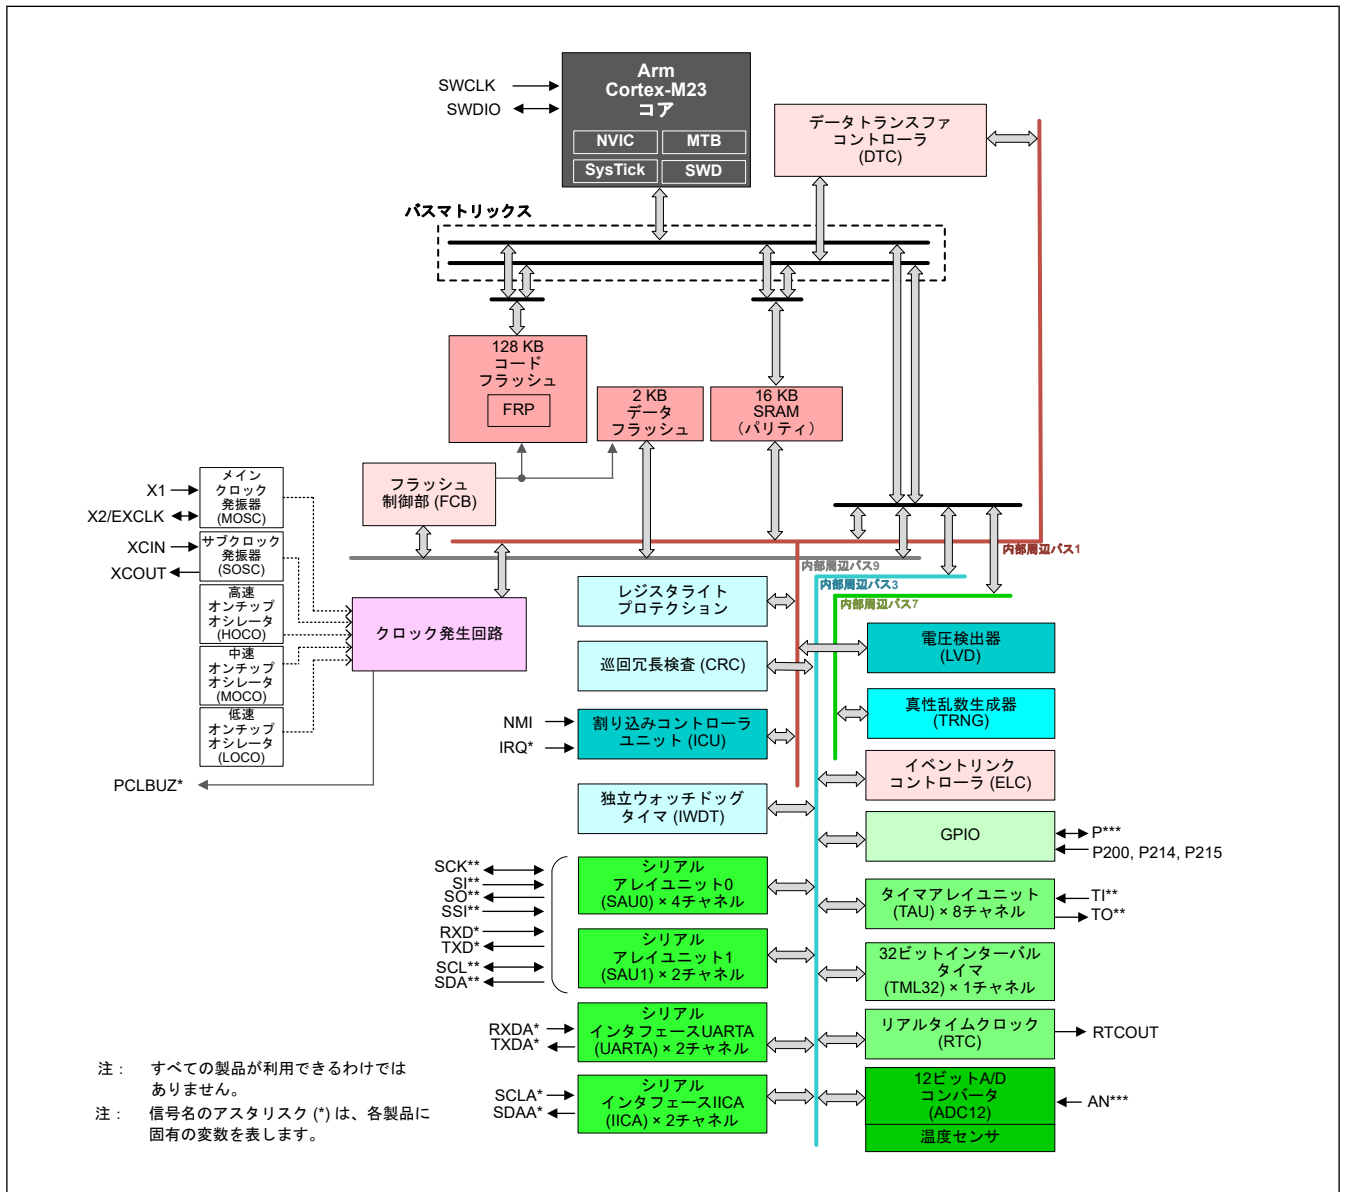 Arm
Cortex-M23
コア
NVIC
MTB
SysTick
SWD
SWCLK
SWDIO
データトランスファ
コントローラ
(DTC)
バスマトリックス
128 KB
コード
フラッシュ
FRP
2 KB
データ
フラッシュ
16 KB
SRAM
（パリティ）
フラッシュ
制御部 (FCB)
X1
X2/EXCLK
XCIN
XCOUT
メイン
クロック
発振器
(MOSC)
サブクロック
発振器
(SOSC)
高速
オンチップ
オシレータ
(HOCO)
中速
オンチップ
オシレータ
(MOCO)
低速
オンチップ
オシレータ
(LOCO)
クロック発生回路
PCLBUZ*
内部周辺バス1
内部周辺バス9
内部周辺バス3
内部周辺バス7
レジスタライト
プロテクション
巡回冗長検査 (CRC)
NMI
IRQ*
割り込みコントローラ
ユニット (ICU)
独立ウォッチドッグ
タイマ (IWDT)
SCK**
SI**
SO**
SSI**
RXD*
TXD*
SCL**
SDA**
シリアル
アレイユニット0
(SAU0) × 4チャネル
シリアル
アレイユニット1
(SAU1) × 2チャネル
RXDA*
TXDA*
シリアル
インタフェースUARTA
(UARTA) × 2チャネル
SCLA*
SDAA*
シリアル
インタフェースIICA
(IICA) × 2チャネル
電圧検出器
(LVD)
真性乱数生成器
(TRNG)
イベントリンク
コントローラ (ELC)
GPIO
P***
P200, P214, P215
タイマアレイユニット
(TAU) × 8チャネル
TI**
TO**
32ビットインターバル
タイマ
(TML32) × 1チャネル
リアルタイムクロック
(RTC)
RTCOUT
12ビットA/D
コンバータ
(ADC12)
AN***
温度センサ
注： すべての製品が利用できるわけでは
ありません。
注： 信号名のアスタリスク (*) は、各製品に
固有の変数を表します。